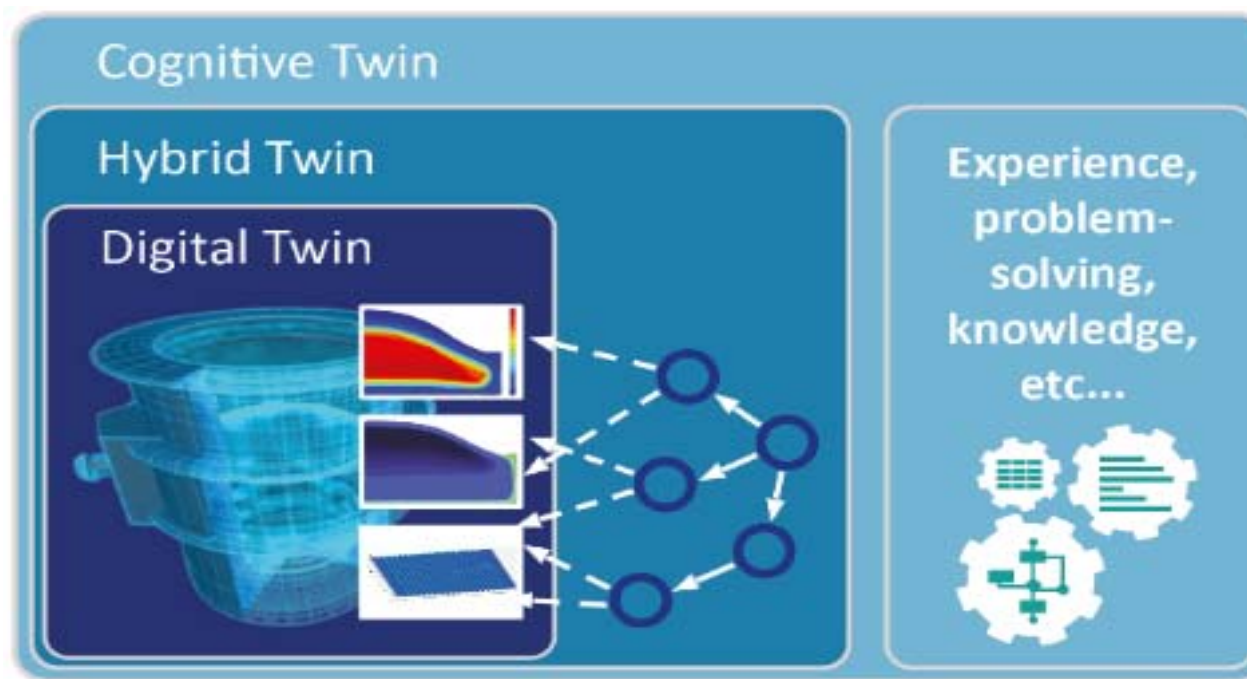 Cognitive Twin
Hybrid Twin
Digital Twin
Experience,
problem-
solving,
knowledge,
etc...